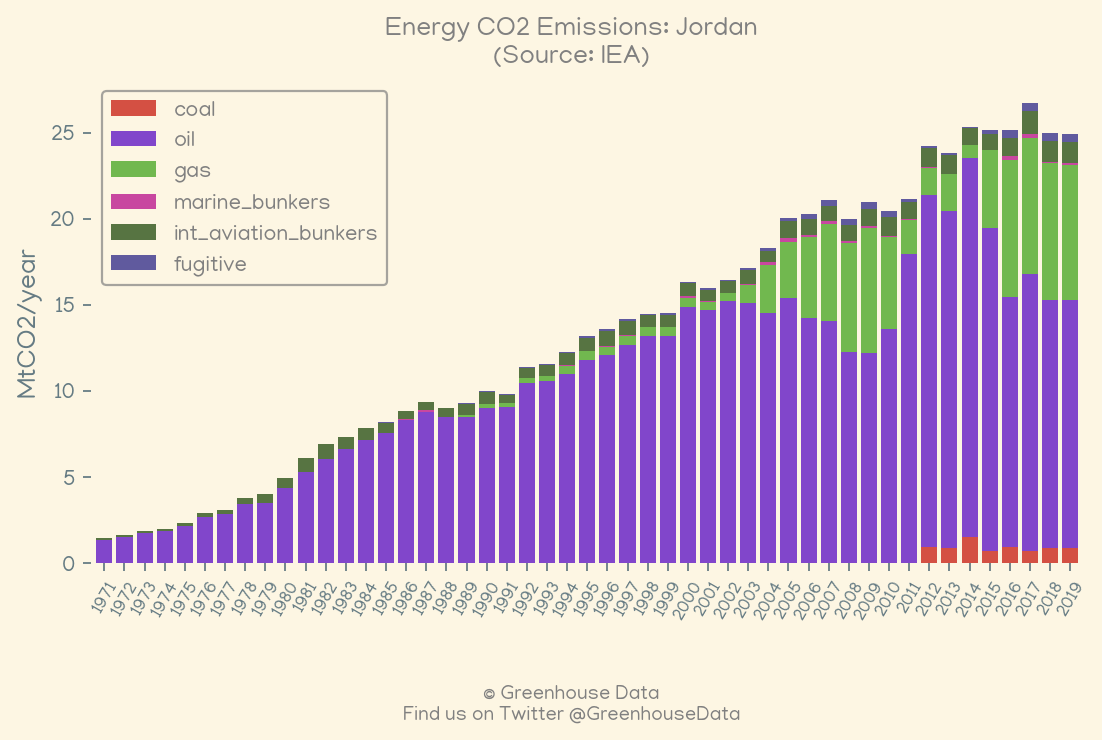 Energy CO2 Emissions: Jordan
(Source: IEA)
coal
oil
gas
marine_bunkers
int_aviation_bunkers
fugitive
MtCO2/year
25
20
15
10
5
0
1971 1972 1973 1974 1975 1976 1977 1978 1979 1980 1981 1982 1983 1984 1985 1986 1987 1988 1989 1990 1991 1992 1993 1994 1995 1996 1997 1998 1999 2000 2001 2002 2003 2004 2005 2006 2007 2008 2009 2010 2011 2012 2013 2014 2015 2016 2017 2018 2019
© Greenhouse Data
Find us on Twitter @GreenhouseData